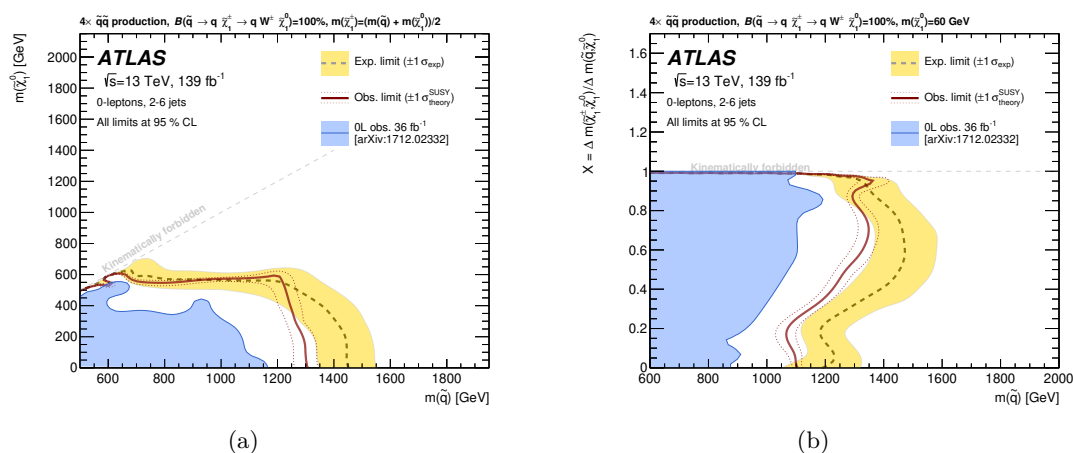 4× q̃q̃ production, B(q̃ → q χ̃₁± → q W± χ̃₁⁰)=100%, m(χ̃₁±)=(m(q̃) + m(χ̃₁⁰))/2
m(χ̃₁⁰) [GeV]
2000
1800
1600
1400
1200
1000
800
600
400
200
0
ATLAS
√s=13 TeV, 139 fb⁻¹
0-leptons, 2-6 jets
All limits at 95 % CL
Exp. limit (±1 σexp)
Obs. limit (±1 σ SUSY theory)
0L obs. 36 fb⁻¹
[arXiv:1712.02332]
Kinematically forbidden
600 800 1000 1200 1400 1600 1800
m(q̃) [GeV]
(a)
4× q̃q̃ production, B(q̃ → q χ̃₁± → q W± χ̃₁⁰)=100%, m(χ̃₁⁰)=60 GeV
X = Δ m(χ̃₁±,χ̃₁⁰)/Δ m(q̃,χ̃₁⁰)
1.6
1.4
1.2
1
0.8
0.6
0.4
0.2
0
ATLAS
√s=13 TeV, 139 fb⁻¹
0-leptons, 2-6 jets
All limits at 95 % CL
Exp. limit (±1 σexp)
Obs. limit (±1 σ SUSY theory)
0L obs. 36 fb⁻¹
[arXiv:1712.02332]
Kinematically forbidden
600 800 1000 1200 1400 1600 1800 2000
m(q̃) [GeV]
(b)